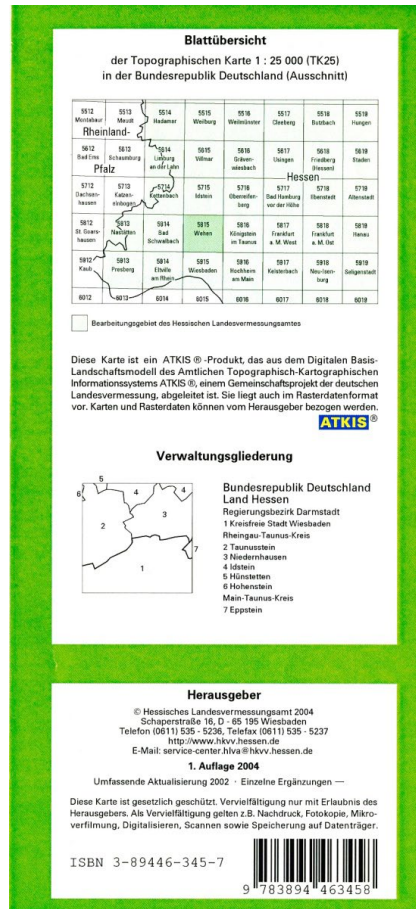 Blattübersicht
der Topographischen Karte 1 : 25 000 (TK25)
in der Bundesrepublik Deutschland (Ausschnitt)
5512 5513 5514 5515 5516 5517 5518 5519
Montabaur Meudt Hadamar Weilburg Weilmünster Cleeberg Butzbach Hungen
Rheinland-
5612 5613 5614 5615 5616 5617 5618 5619
Bad Ems Schaumburg Limburg Villmar Gräven- Usingen Friedberg Staden
an der Lahn wiesbach (Hessen)
Pfalz Hessen
5712 5713 5714 5715 5716 5717 5718 5719
Dachsen- Katzen- Kettenbach Idstein Oberreifen- Bad Homburg Ilbenstadt Altenstadt
hausen einbogen berg vor der Höhe
5812 5813 5814 5815 5816 5817 5818 5819
St. Goars- Nastätten Bad Wehen Königstein Frankfurt Frankfurt Hanau
hausen Schwalbach im Taunus a. M. West a. M. Ost
5912 5913 5914 5915 5916 5917 5918 5919
Kaub Presberg Eltville Wiesbaden Hochheim Kelsterbach Neu-Isen- Seligenstadt
am Rhein am Main burg
6012 6013 6014 6015 6016 6017 6018 6019
Bearbeitungsgebiet des Hessischen Landesvermessungsamtes
Diese Karte ist ein ATKIS ® -Produkt, das aus dem Digitalen Basis-
Landschaftsmodell des Amtlichen Topographisch-Kartographischen
Informationssystems ATKIS ®, einem Gemeinschaftsprojekt der deutschen
Landesvermessung, abgeleitet ist. Sie liegt auch im Rasterdatenformat
vor. Karten und Rasterdaten können vom Herausgeber bezogen werden.
ATKIS ®
Verwaltungsgliederung
5
6 4 4
3
2
7
1
Bundesrepublik Deutschland
Land Hessen
Regierungsbezirk Darmstadt
1 Kreisfreie Stadt Wiesbaden
Rheingau-Taunus-Kreis
2 Taunusstein
3 Niedernhausen
4 Idstein
5 Hünstetten
6 Hohenstein
Main-Taunus-Kreis
7 Eppstein
Herausgeber
© Hessisches Landesvermessungsamt 2004
Schaperstraße 16, D - 65 195 Wiesbaden
Telefon (0611) 535 - 5236, Telefax (0611) 535 - 5237
http://www.hkvv.hessen.de
E-Mail: service-center.hlva@hkvv.hessen.de
1. Auflage 2004
Umfassende Aktualisierung 2002 · Einzelne Ergänzungen —
Diese Karte ist gesetzlich geschützt. Vervielfältigung nur mit Erlaubnis des
Herausgebers. Als Vervielfältigung gelten z.B. Nachdruck, Fotokopie, Mikro-
verfilmung, Digitalisieren, Scannen sowie Speicherung auf Datenträger.
ISBN 3-89446-345-7
9 783894 463458